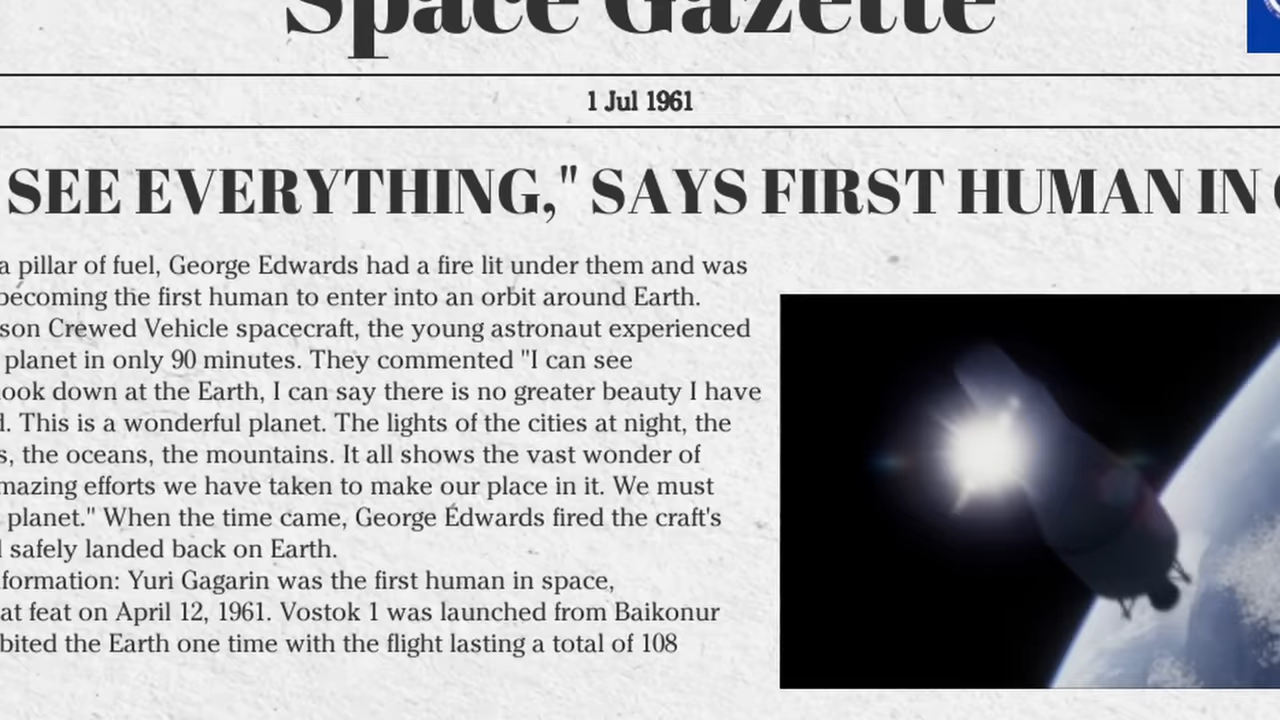 Space Gazette
1 Jul 1961
SEE EVERYTHING," SAYS FIRST HUMAN IN
a pillar of fuel, George Edwards had a fire lit under them and was
becoming the first human to enter into an orbit around Earth.
son Crewed Vehicle spacecraft, the young astronaut experienced
planet in only 90 minutes. They commented "I can see
look down at the Earth, I can say there is no greater beauty I have
. This is a wonderful planet. The lights of the cities at night, the
s, the oceans, the mountains. It all shows the vast wonder of
mazing efforts we have taken to make our place in it. We must
planet." When the time came, George Edwards fired the craft's
safely landed back on Earth.
formation: Yuri Gagarin was the first human in space,
at feat on April 12, 1961. Vostok 1 was launched from Baikonur
bited the Earth one time with the flight lasting a total of 108